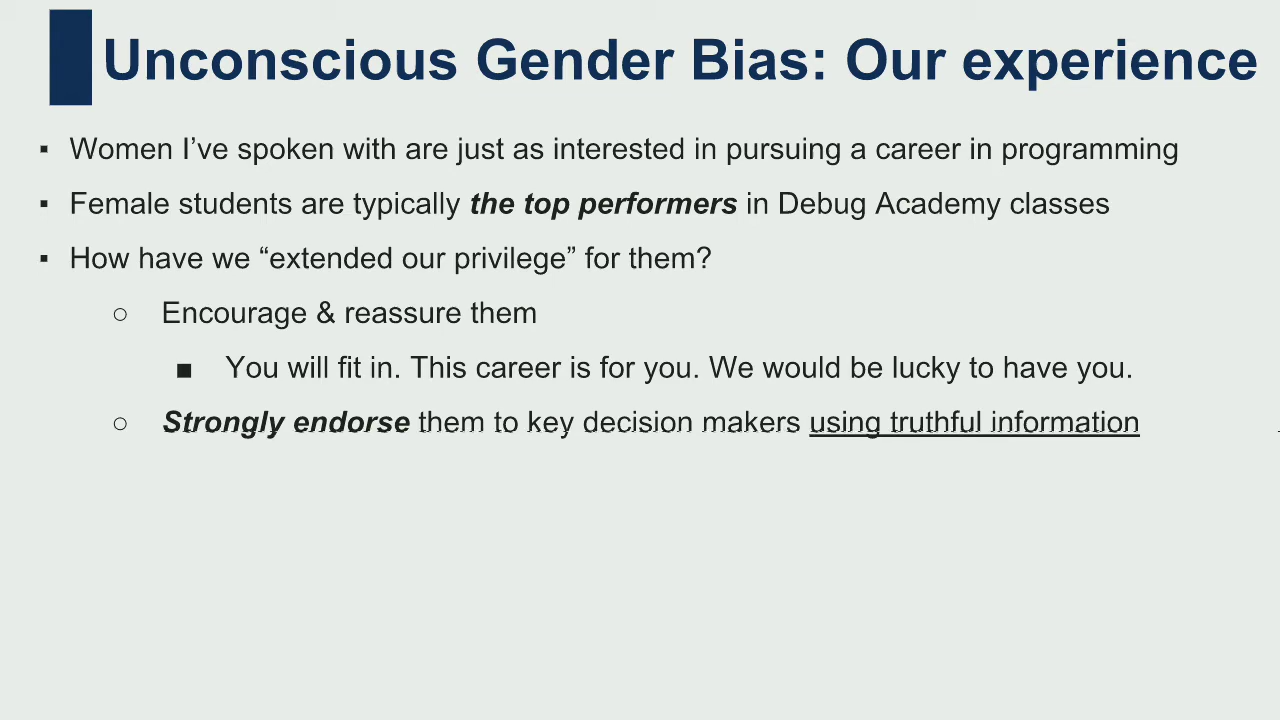 Unconscious Gender Bias: Our experience
▪ Women I’ve spoken with are just as interested in pursuing a career in programming
▪ Female students are typically the top performers in Debug Academy classes
▪ How have we “extended our privilege” for them?
○ Encourage & reassure them
■ You will fit in. This career is for you. We would be lucky to have you.
○ Strongly endorse them to key decision makers using truthful information